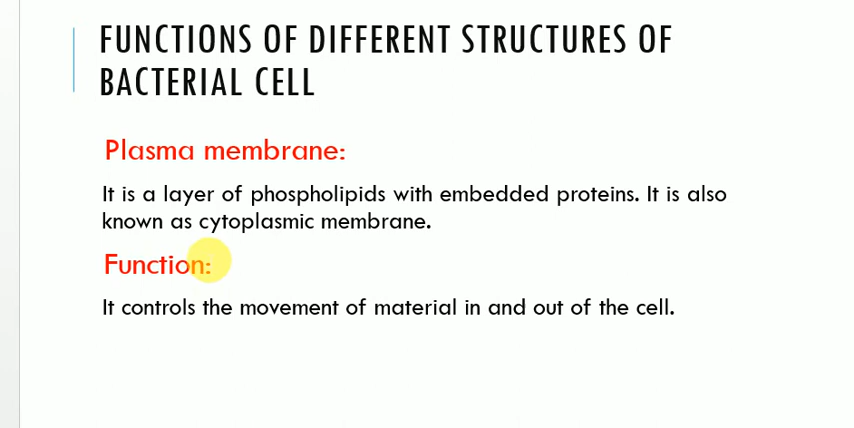 FUNCTIONS OF DIFFERENT STRUCTURES OF
BACTERIAL CELL
Plasma membrane:
It is a layer of phospholipids with embedded proteins. It is also
known as cytoplasmic membrane.
Function:
It controls the movement of material in and out of the cell.